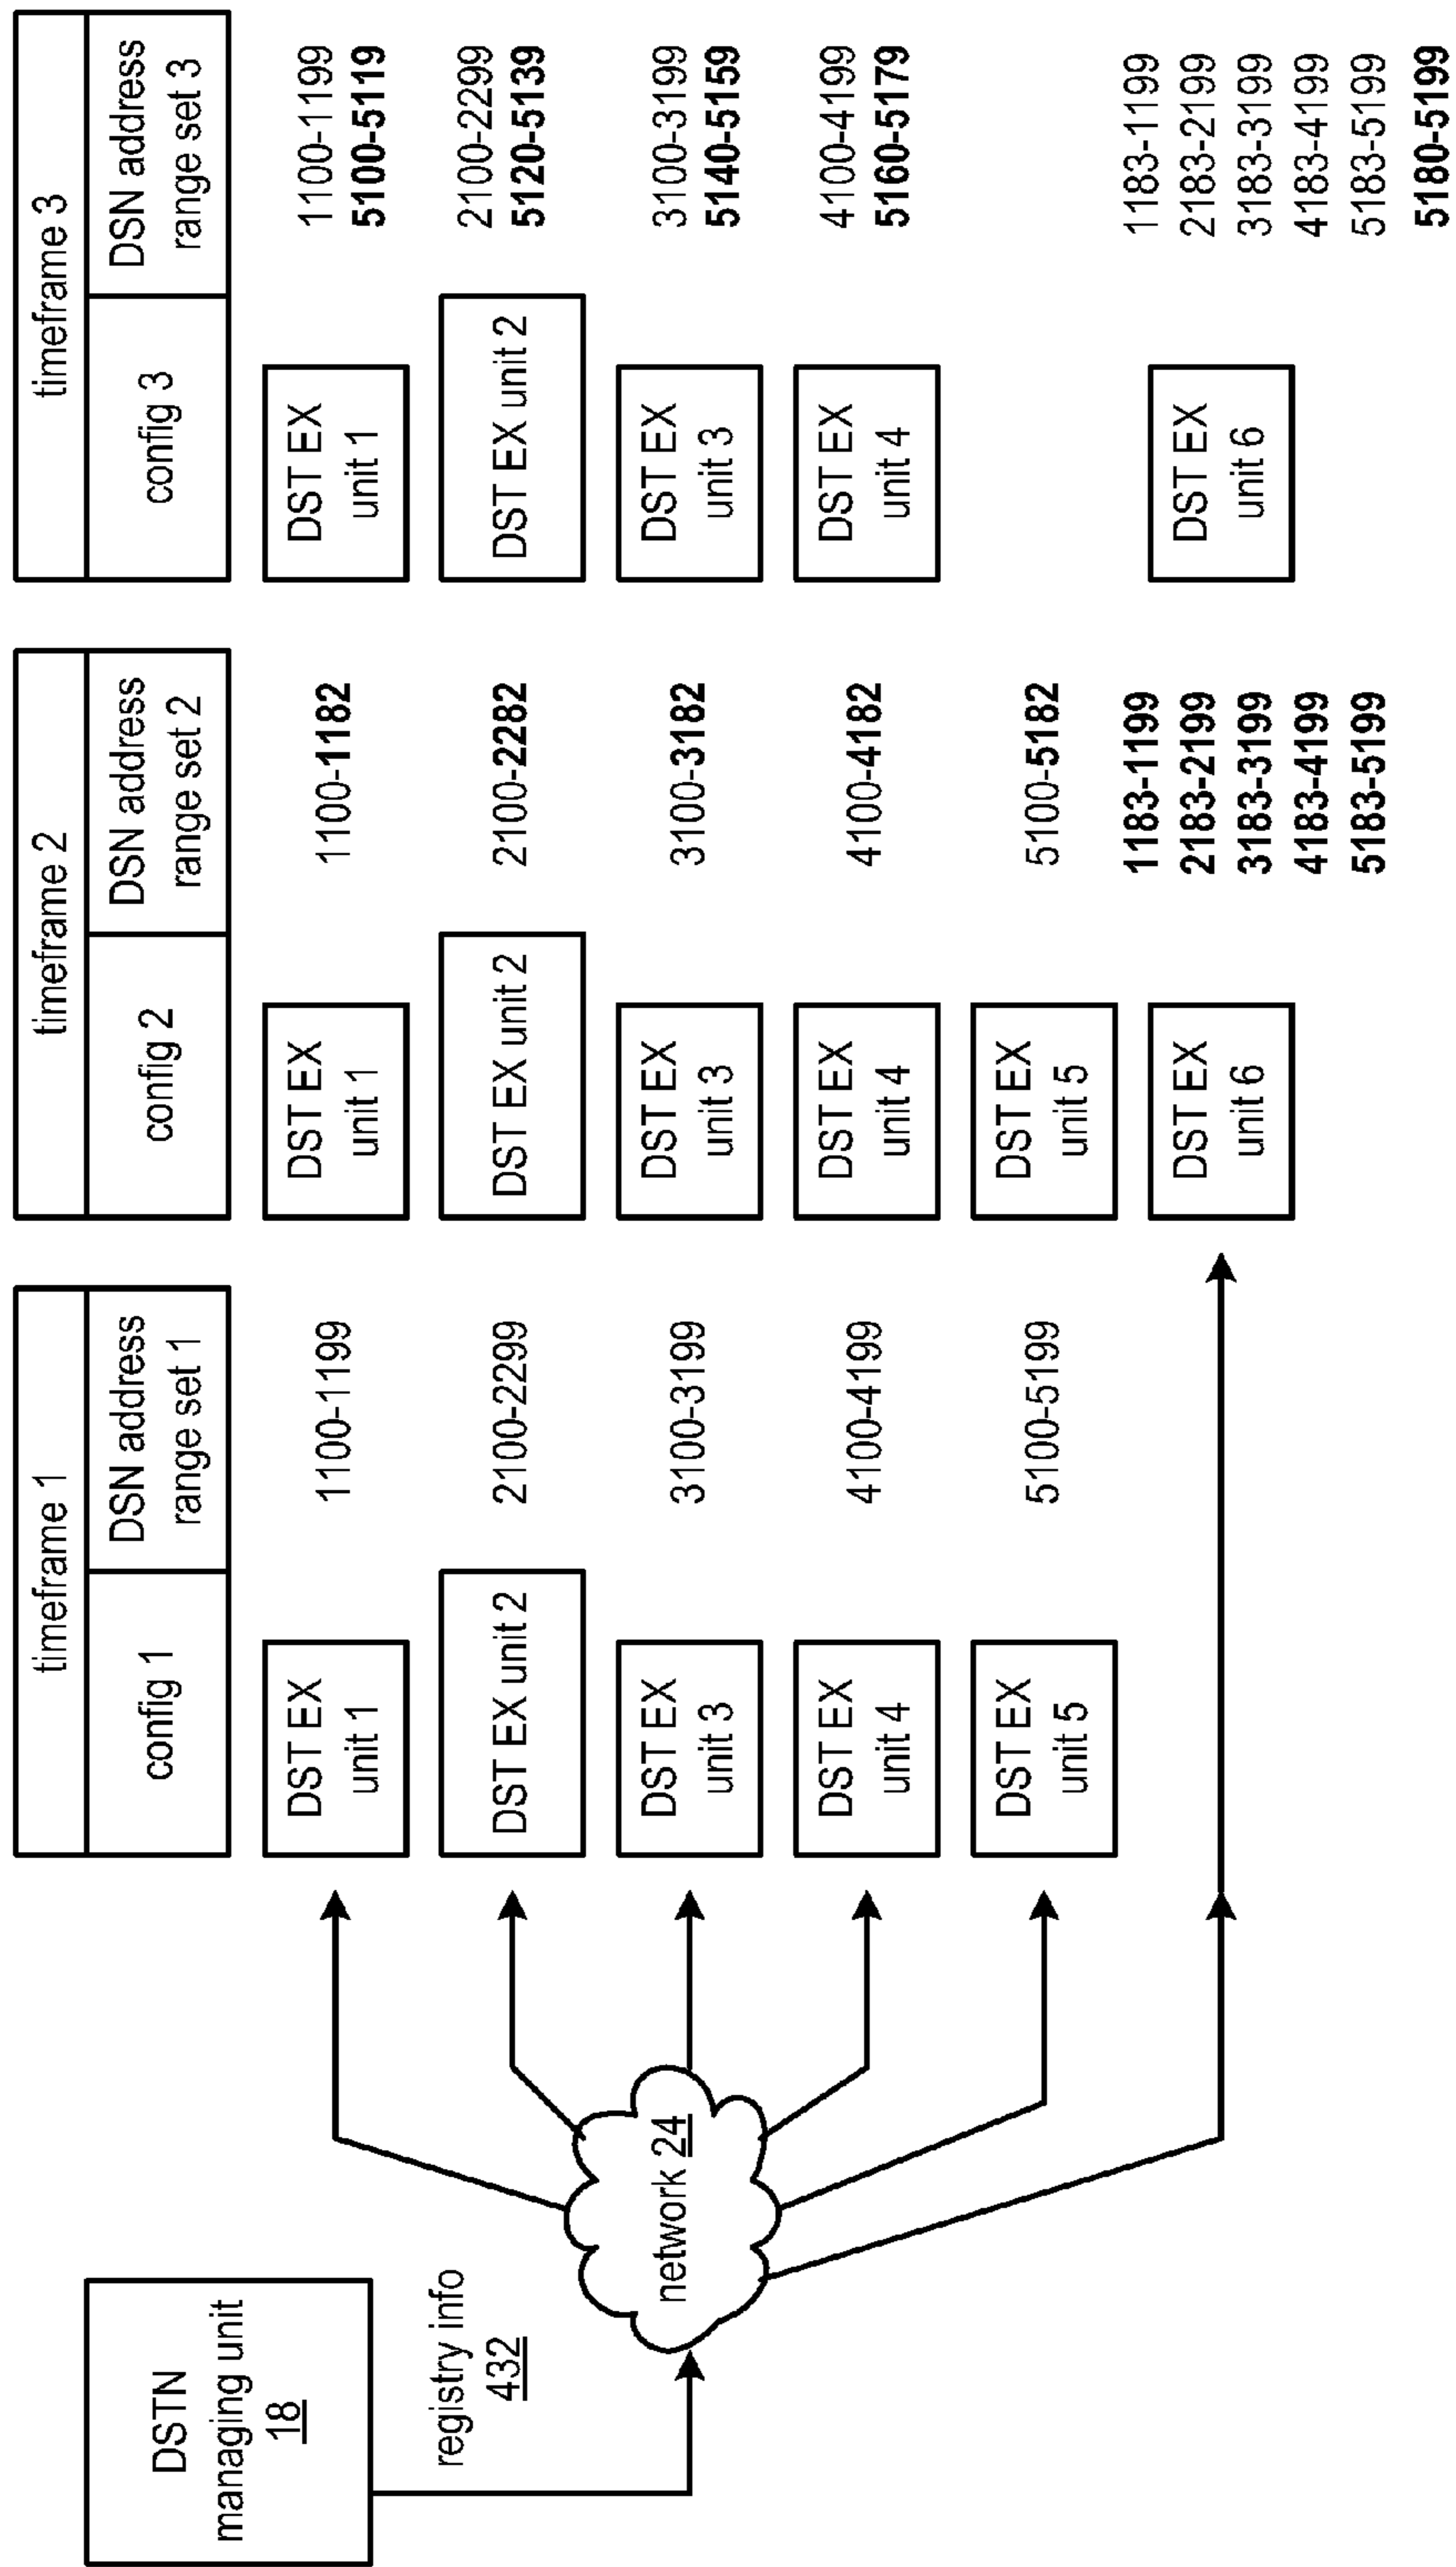 DSTN
managing unit
18
registry info
432
network 24
timeframe 1
config 1
DSN address
range set 1
DST EX
unit 1
1100-1199
DST EX unit 2
2100-2299
DST EX
unit 3
3100-3199
DST EX
unit 4
4100-4199
DST EX
unit 5
5100-5199
timeframe 2
config 2
DSN address
range set 2
DST EX
unit 1
1100-1182
DST EX unit 2
2100-2282
DST EX
unit 3
3100-3182
DST EX
unit 4
4100-4182
DST EX
unit 5
5100-5182
DST EX
unit 6
1183-1199
2183-2199
3183-3199
4183-4199
5183-5199
timeframe 3
config 3
DSN address
range set 3
DST EX
unit 1
1100-1199
5100-5119
DST EX unit 2
2100-2299
5120-5139
DST EX
unit 3
3100-3199
5140-5159
DST EX
unit 4
4100-4199
5160-5179
DST EX
unit 6
1183-1199
2183-2199
3183-3199
4183-4199
5183-5199
5180-5199